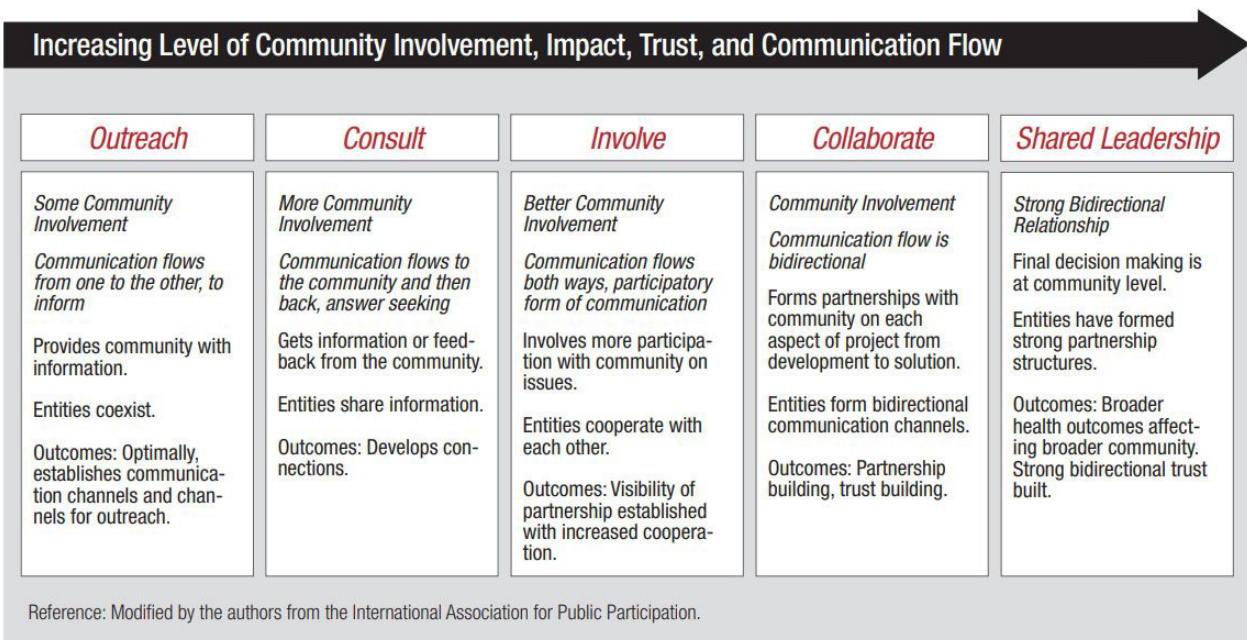 Increasing Level of Community Involvement, Impact, Trust, and Communication Flow
Outreach
Some Community
Involvement
Communication flows
from one to the other, to
inform
Provides community with
information.
Entities coexist.
Outcomes: Optimally,
establishes communica-
tion channels and chan-
nels for outreach.
Consult
More Community
Involvement
Communication flows to
the community and then
back, answer seeking
Gets information or feed-
back from the community.
Entities share information.
Outcomes: Develops con-
nections.
Involve
Better Community
Involvement
Communication flows
both ways, participatory
form of communication
Involves more participa-
tion with community on
issues.
Entities cooperate with
each other.
Outcomes: Visibility of
partnership established
with increased coopera-
tion.
Collaborate
Community Involvement
Communication flow is
bidirectional
Forms partnerships with
community on each
aspect of project from
development to solution.
Entities form bidirectional
communication channels.
Outcomes: Partnership
building, trust building.
Shared Leadership
Strong Bidirectional
Relationship
Final decision making is
at community level.
Entities have formed
strong partnership
structures.
Outcomes: Broader
health outcomes affect-
ing broader community.
Strong bidirectional trust
built.
Reference: Modified by the authors from the International Association for Public Participation.